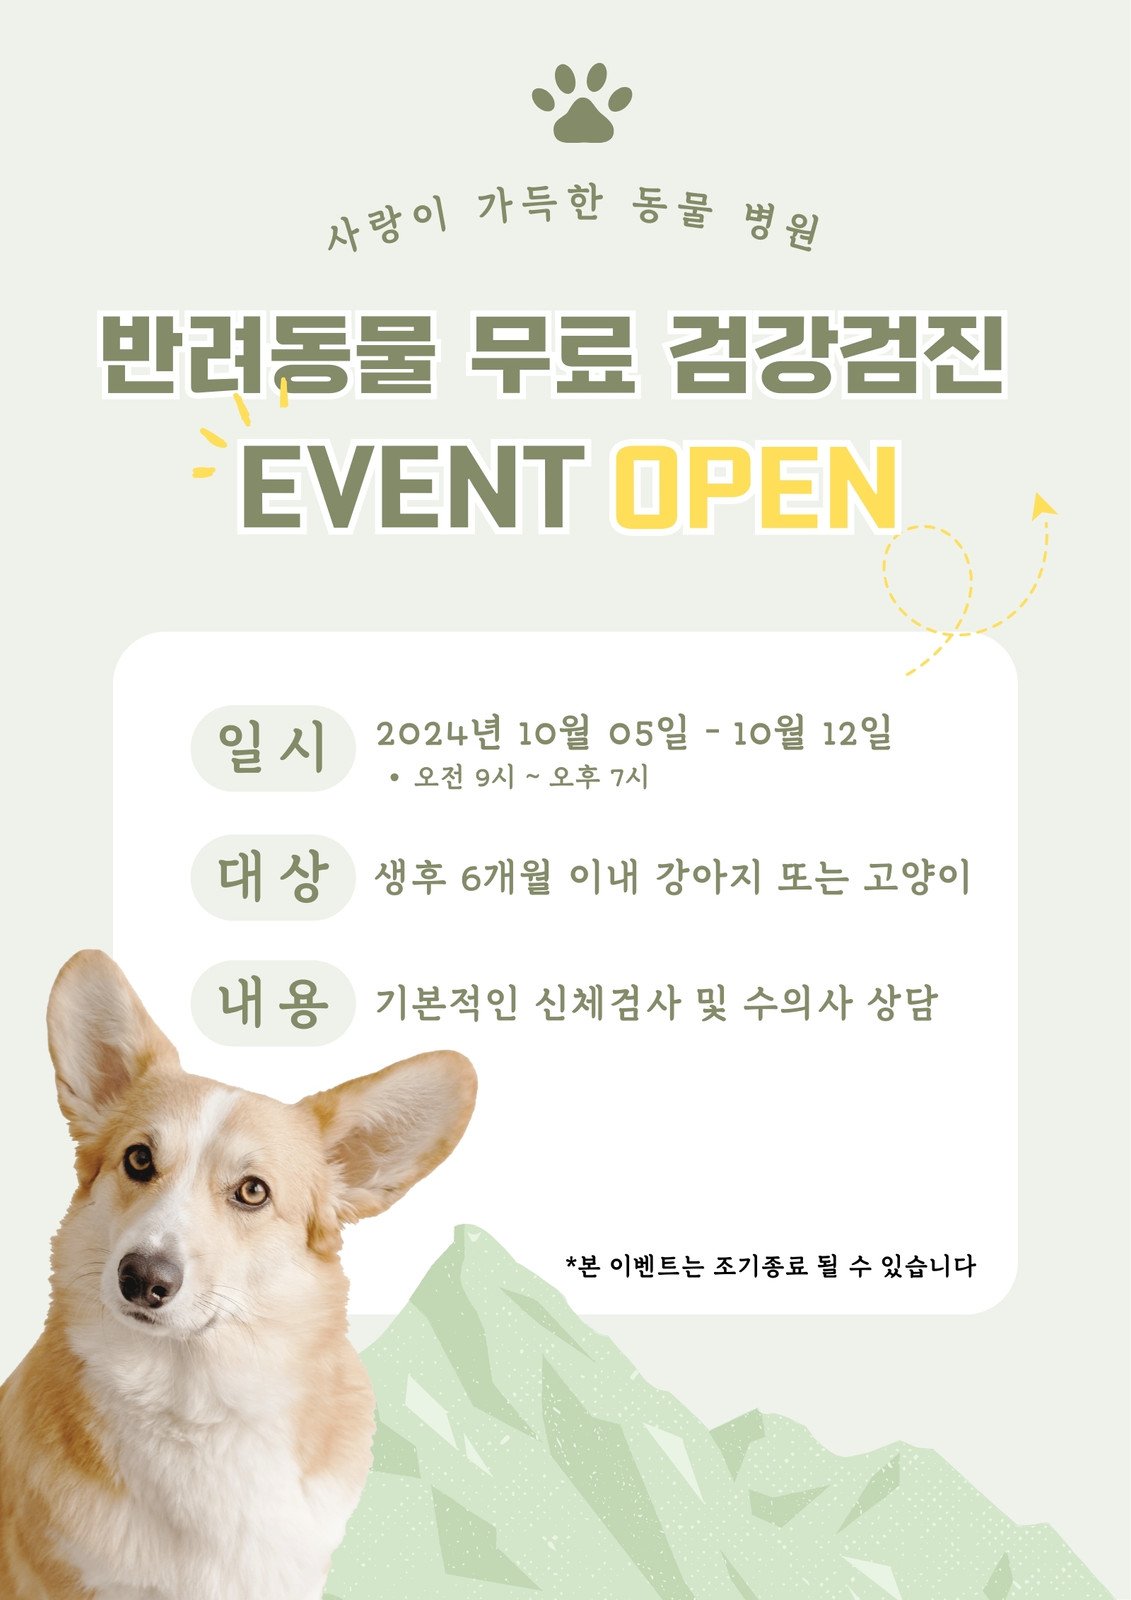 사랑이 가득한 동물 병원
반려동물 무료 검강검진
EVENT OPEN
일시
2024년 10월 05일 - 10월 12일
• 오전 9시 ~ 오후 7시
대상
생후 6개월 이내 강아지 또는 고양이
내용
기본적인 신체검사 및 수의사 상담
*본 이벤트는 조기종료 될 수 있습니다